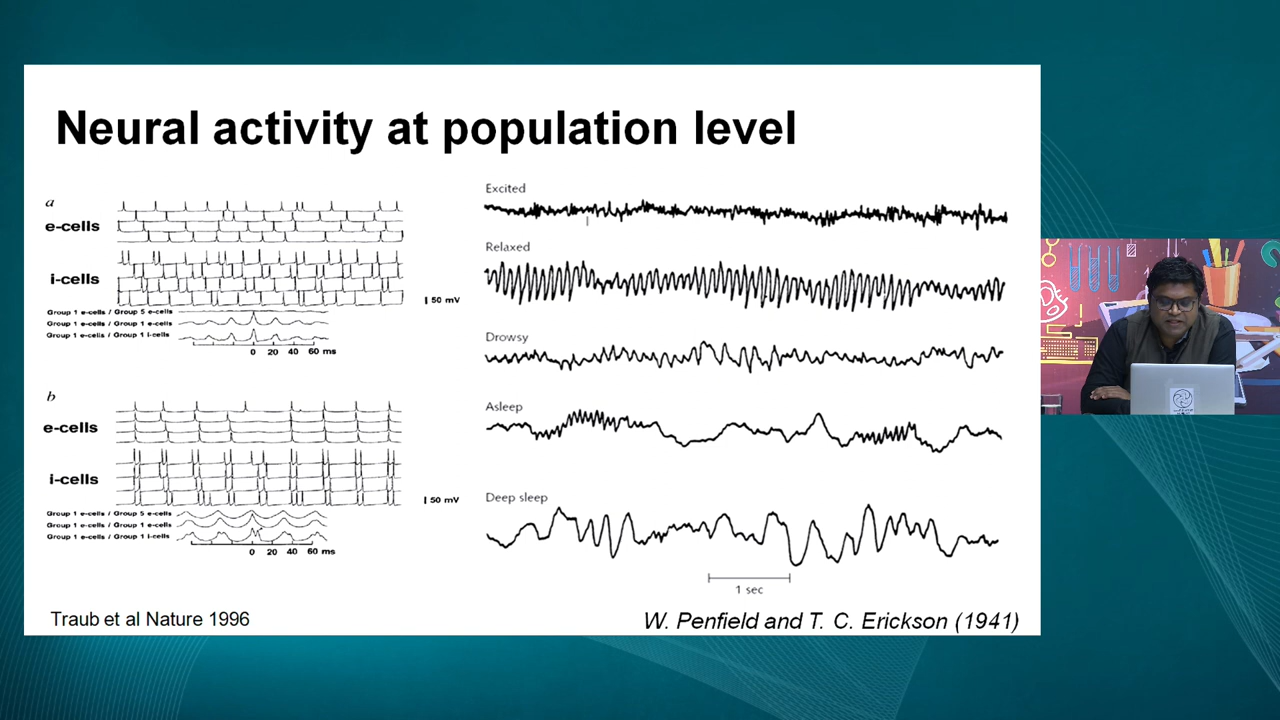 Neural activity at population level
a
e-cells
i-cells
50 mV
Group 1 e-cells / Group 5 e-cells
Group 1 e-cells / Group 1 e-cells
Group 1 e-cells / Group 1 i-cells
0 20 40 60 ms
b
e-cells
i-cells
50 mV
Group 1 e-cells / Group 5 e-cells
Group 1 e-cells / Group 1 e-cells
Group 1 e-cells / Group 1 i-cells
0 20 40 60 ms
Traub et al Nature 1996
Excited
Relaxed
Drowsy
Asleep
Deep sleep
1 sec
W. Penfield and T. C. Erickson (1941)